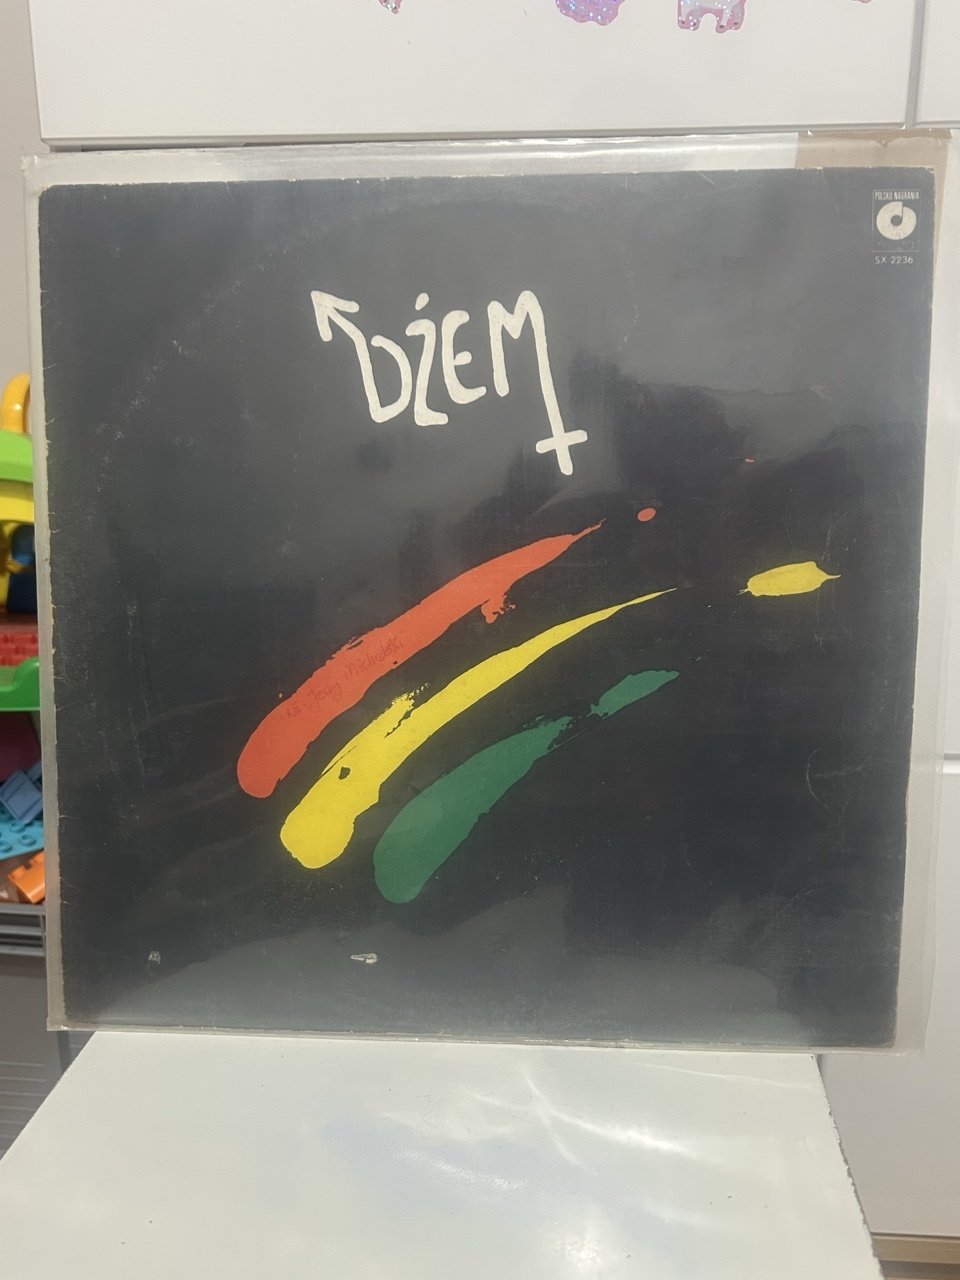 POLSKIE NAGRANIA
SX 2236
DŻEM